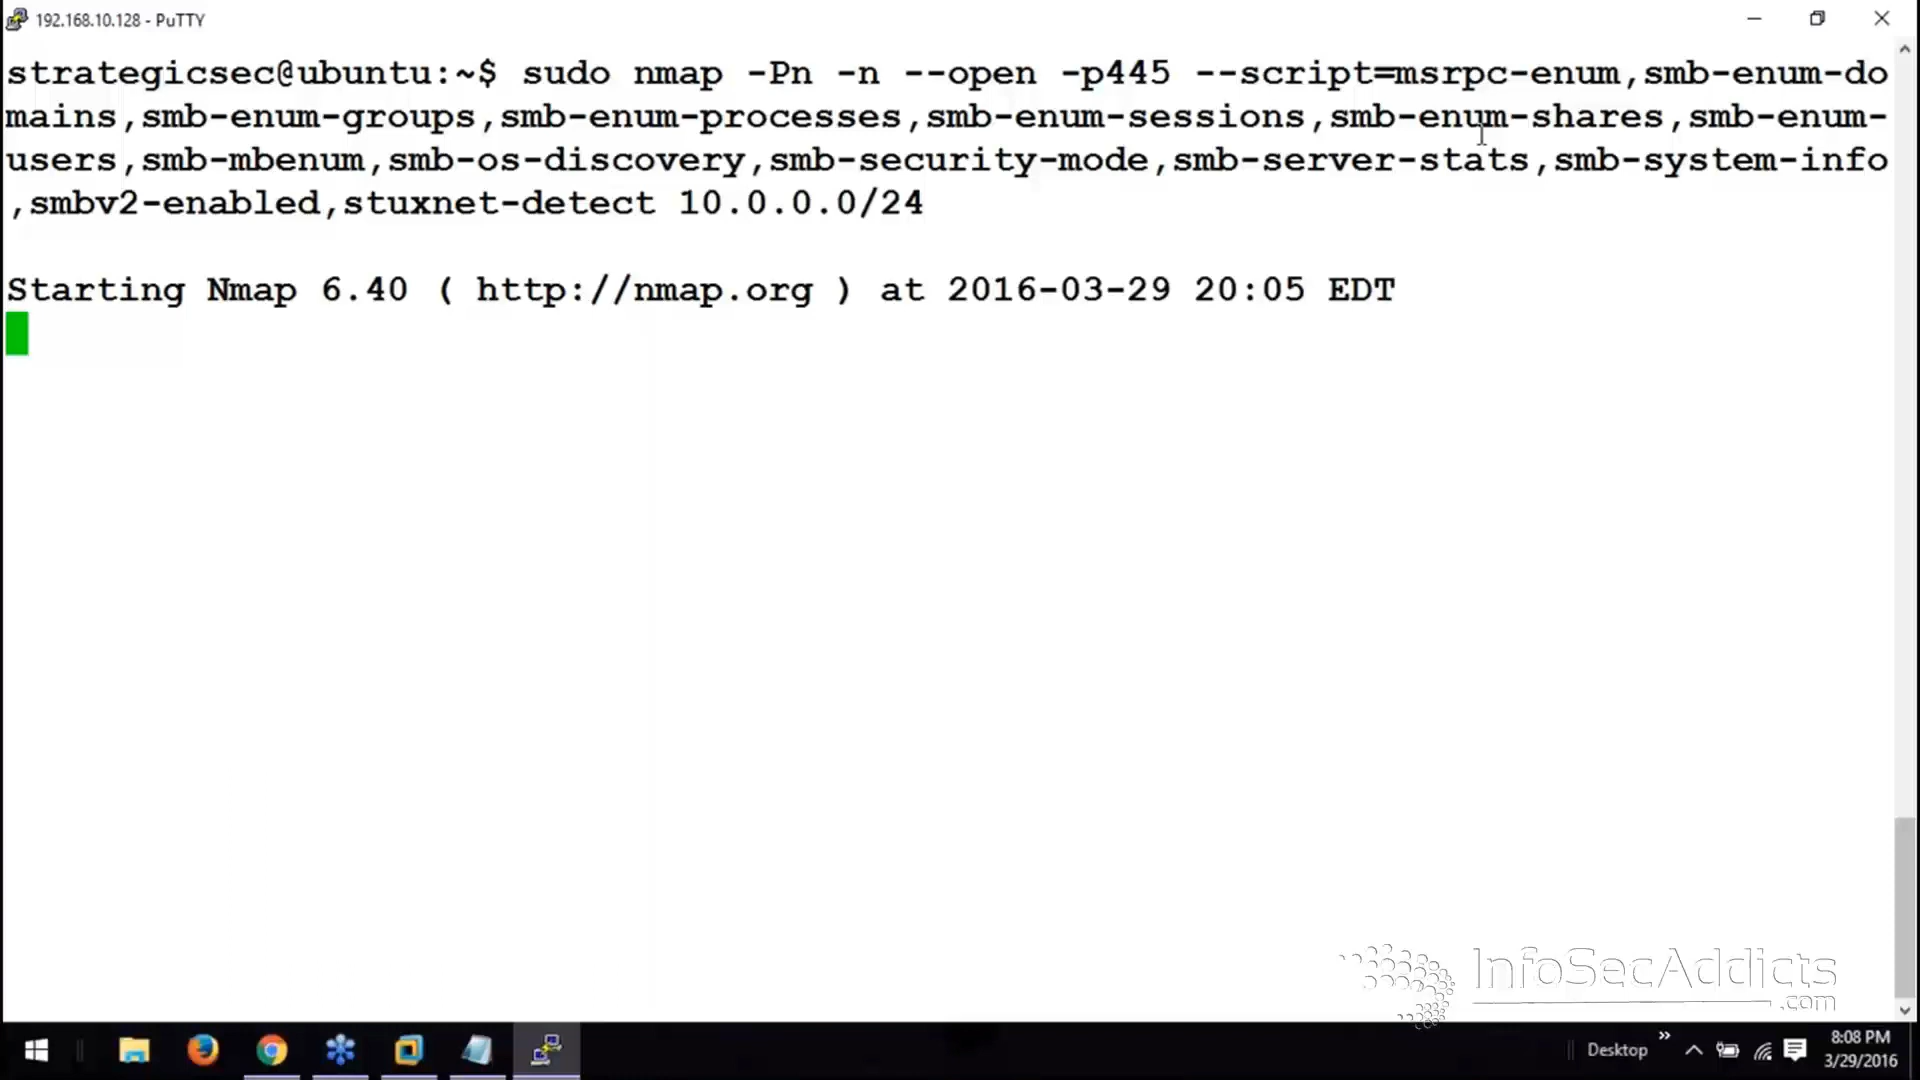 192.168.10.128 - PuTTY
strategicsec@ubuntu:~$ sudo nmap -Pn -n --open -p445 --script=msrpc-enum,smb-enum-do
mains,smb-enum-groups,smb-enum-processes,smb-enum-sessions,smb-enum-shares,smb-enum-
users,smb-mbenum,smb-os-discovery,smb-security-mode,smb-server-stats,smb-system-info
,smbv2-enabled,stuxnet-detect 10.0.0.0/24
Starting Nmap 6.40 ( http://nmap.org ) at 2016-03-29 20:05 EDT
InfoSecAddicts
.com
Desktop
8:08 PM
3/29/2016